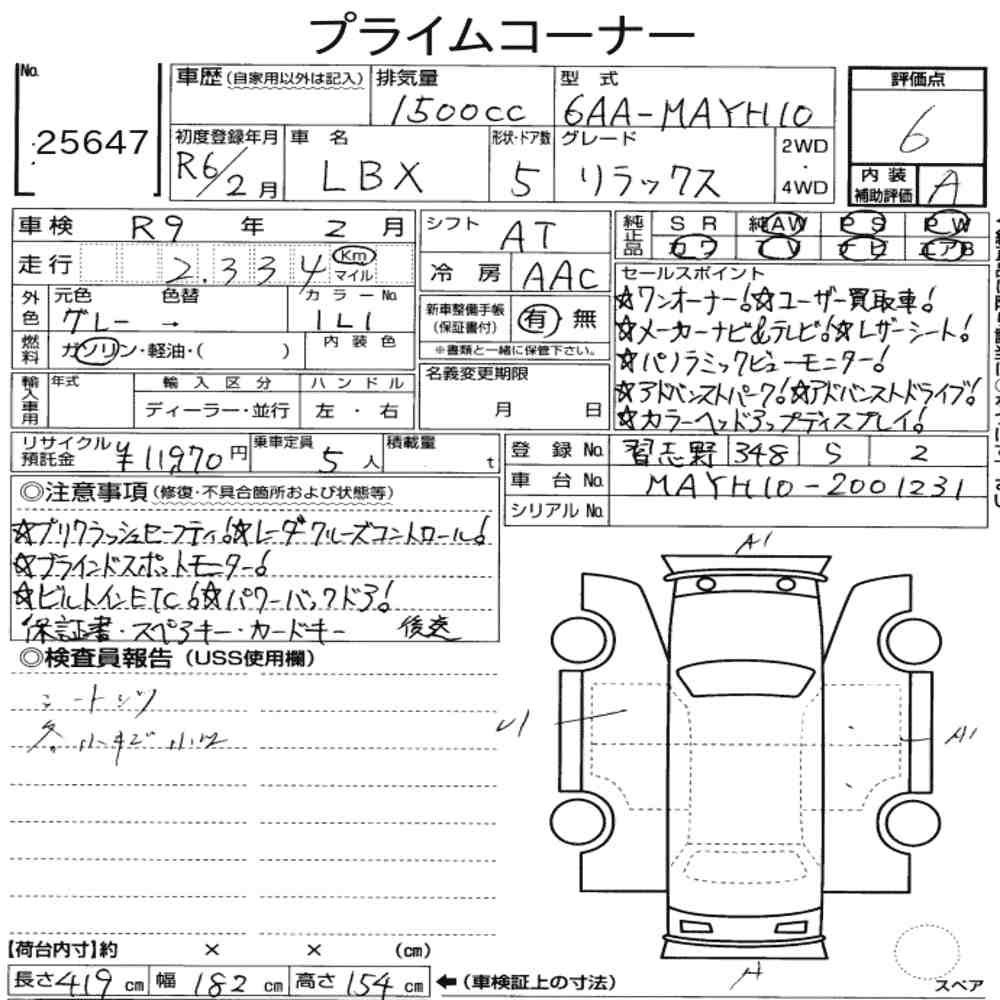 プライムコーナー
No.
25647
車歴(自家用以外は記入)
排気量
1500cc
型式
6AA-MAYH10
評価点
6
初度登録年月
R6/2月
車名
LBX
形状・ドア数
5
グレード
リラックス
2WD
・
4WD
内装
補助評価
A
車検 R9 年 2 月
走行 2.334 Km マイル
外色
元色 色替
グレー →
カラーNo.
1L1
燃料
ガソリン・軽油・( )
内装色
輸入車用
年式
輸入区分
ディーラー・並行
ハンドル
左・右
シフト
AT
冷房 AAC
新車整備手帳
(保証書付)
有・無
※書類と一緒に保管下さい。
名義変更期限
月 日
純正品
SR 純AW PS PW
カワ TV ナビ エアB
セールスポイント
☆ワンオーナー!☆ユーザー買取車!
☆メーカーナビ&テレビ!☆レザーシート!
☆パノラミックビューモニター!
☆アドバンストパーク!☆アドバンストドライブ!
☆カラーヘッドアップディスプレイ!
リサイクル
預託金
¥11,970円
乗車定員
5人
積載量
t
登録No. 習志野 348 S 2
車台No. MAYH10-2001231
シリアルNo.
◎注意事項(修復・不具合箇所および状態等)
☆プリクラッシュセーフティ!☆レーダクルーズコントロール!
☆ブラインドスポットモニター!
☆ビルトインETC!☆パワーバックドア!
保証書・スペアキー・カードキー 後送
◎検査員報告(USS使用欄)
シートシワ
各小キズ小凹
A1
U1
A1
A
スペア
【荷台内寸】約 × × (cm)
長さ419cm 幅182cm 高さ154cm ←(車検証上の寸法)